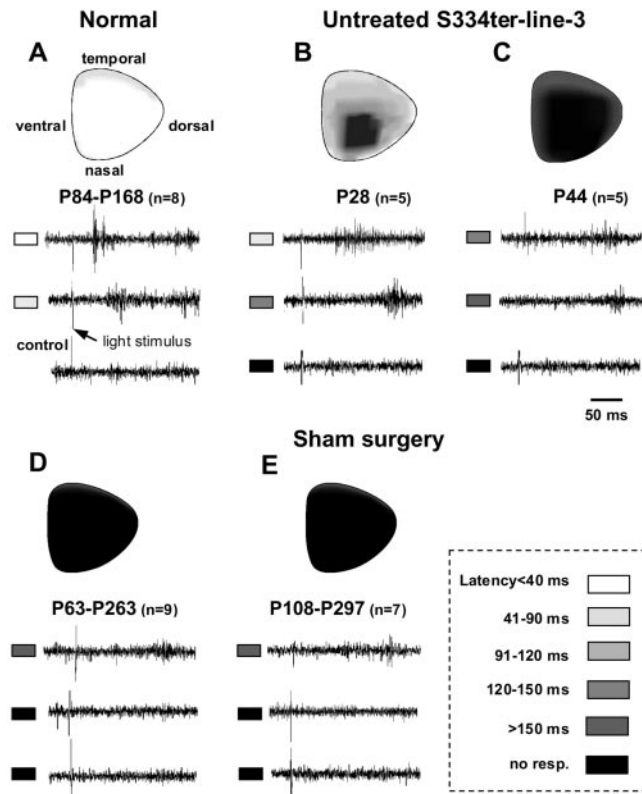 Normal
Untreated S334ter-line-3
A
B
C
temporal
ventral
dorsal
nasal
P84-P168 (n=8)
P28 (n=5)
P44 (n=5)
light stimulus
control
50 ms
Sham surgery
D
E
P63-P263 (n=9)
P108-P297 (n=7)
Latency<40 ms
41-90 ms
91-120 ms
120-150 ms
>150 ms
no resp.